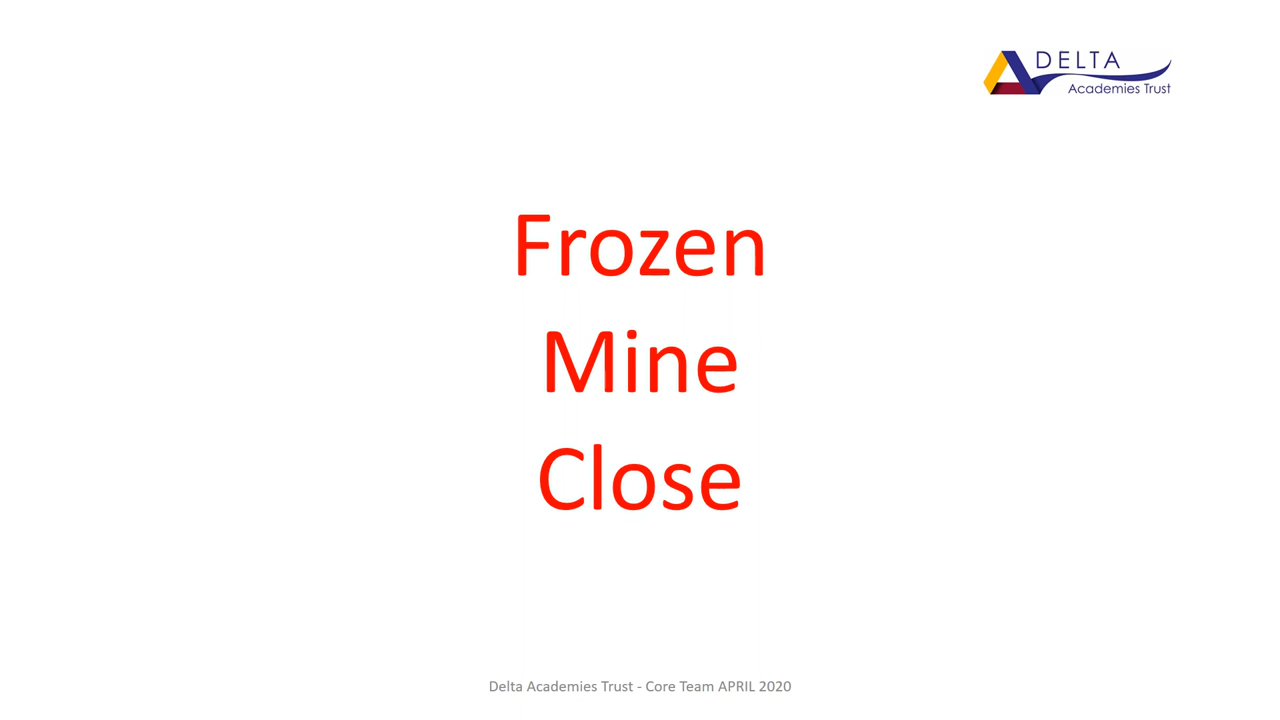 DELTA
Academies Trust
Frozen
Mine
Close
Delta Academies Trust - Core Team APRIL 2020